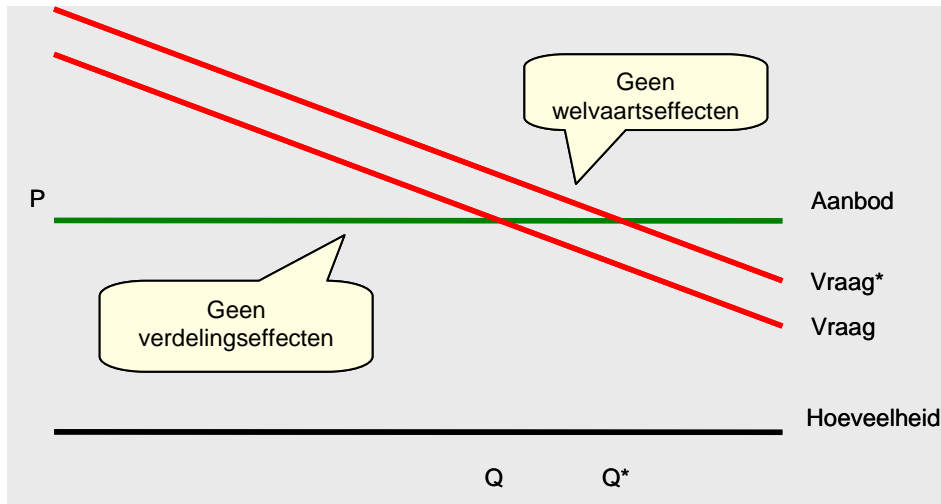 Geen
welvaartseffecten
P
Aanbod
Vraag*
Geen
verdelingseffecten
Vraag
Hoeveelheid
Q Q*